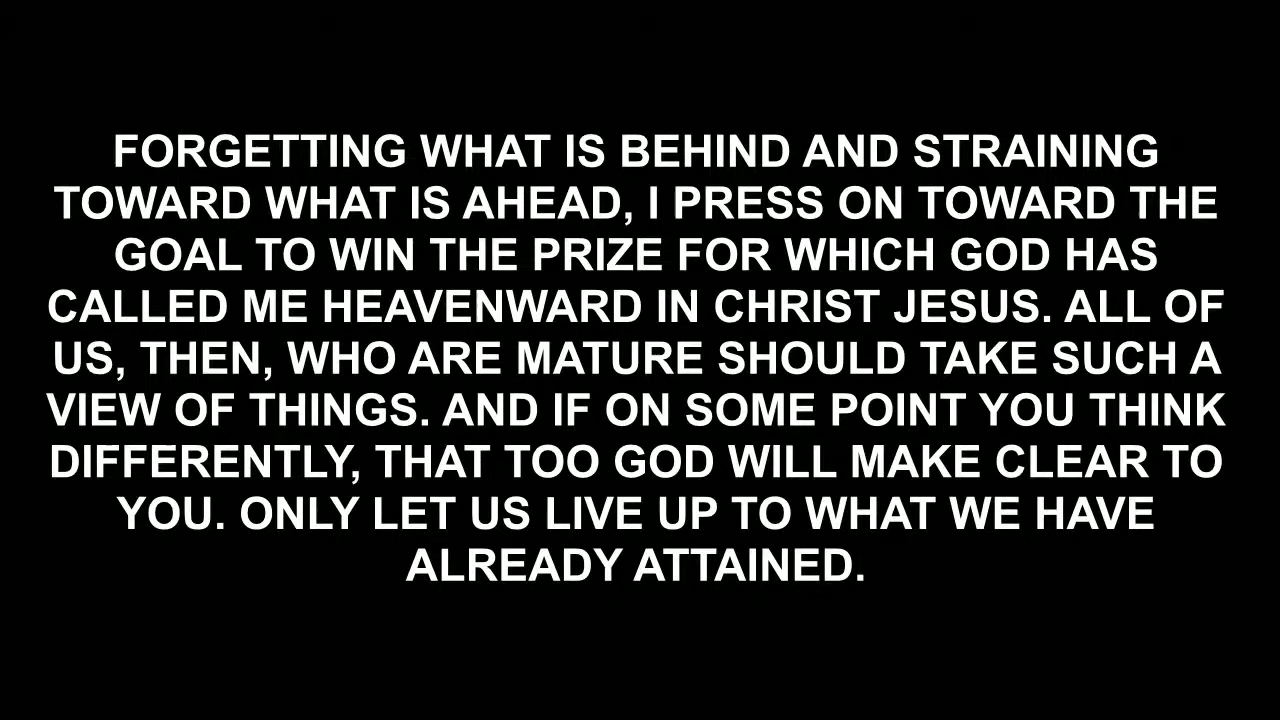 FORGETTING WHAT IS BEHIND AND STRAINING
TOWARD WHAT IS AHEAD, I PRESS ON TOWARD THE
GOAL TO WIN THE PRIZE FOR WHICH GOD HAS
CALLED ME HEAVENWARD IN CHRIST JESUS. ALL OF
US, THEN, WHO ARE MATURE SHOULD TAKE SUCH A
VIEW OF THINGS. AND IF ON SOME POINT YOU THINK
DIFFERENTLY, THAT TOO GOD WILL MAKE CLEAR TO
YOU. ONLY LET US LIVE UP TO WHAT WE HAVE
ALREADY ATTAINED.